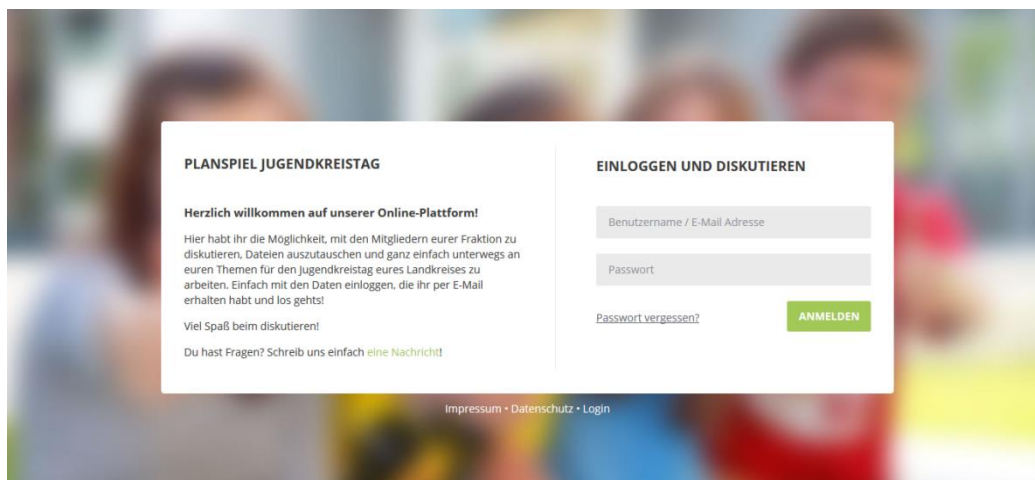 PLANSPIEL JUGENDKREISTAG
Herzlich willkommen auf unserer Online-Plattform!
Hier habt ihr die Möglichkeit, mit den Mitgliedern eurer Fraktion zu
diskutieren, Dateien auszutauschen und ganz einfach unterwegs an
euren Themen für den Jugendkreistag eures Landkreises zu
arbeiten. Einfach mit den Daten einloggen, die ihr per E-Mail
erhalten habt und los gehts!
Viel Spaß beim diskutieren!
Du hast Fragen? Schreib uns einfach eine Nachricht!
EINLOGGEN UND DISKUTIEREN
Benutzername / E-Mail Adresse
Passwort
Passwort vergessen?
ANMELDEN
Impressum • Datenschutz • Login